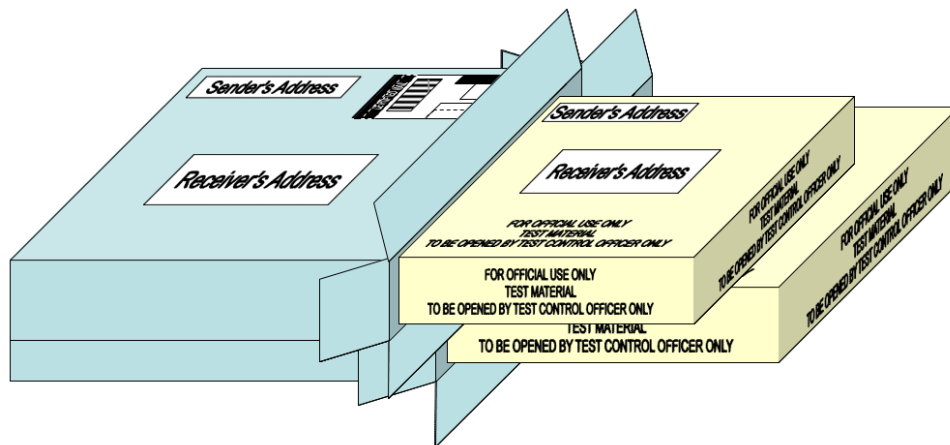 Sender's Address
Receiver's Address
Sender's Address
Receiver's Address
FOR OFFICIAL USE ONLY
TEST MATERIAL
TO BE OPENED BY TEST CONTROL OFFICER ONLY
FOR OFFICIAL USE ONLY
TEST MATERIAL
TO BE OPENED BY TEST CONTROL OFFICER ONLY
FOR OFFICIAL USE ONLY
TEST MATERIAL
TO BE OPENED BY TEST CONTROL OFFICER ONLY
FOR OFFICIAL USE ONLY
TEST MATERIAL
TO BE OPENED BY TEST CONTROL OFFICER ONLY
TEST MATERIAL
TO BE OPENED BY TEST CONTROL OFFICER ONLY